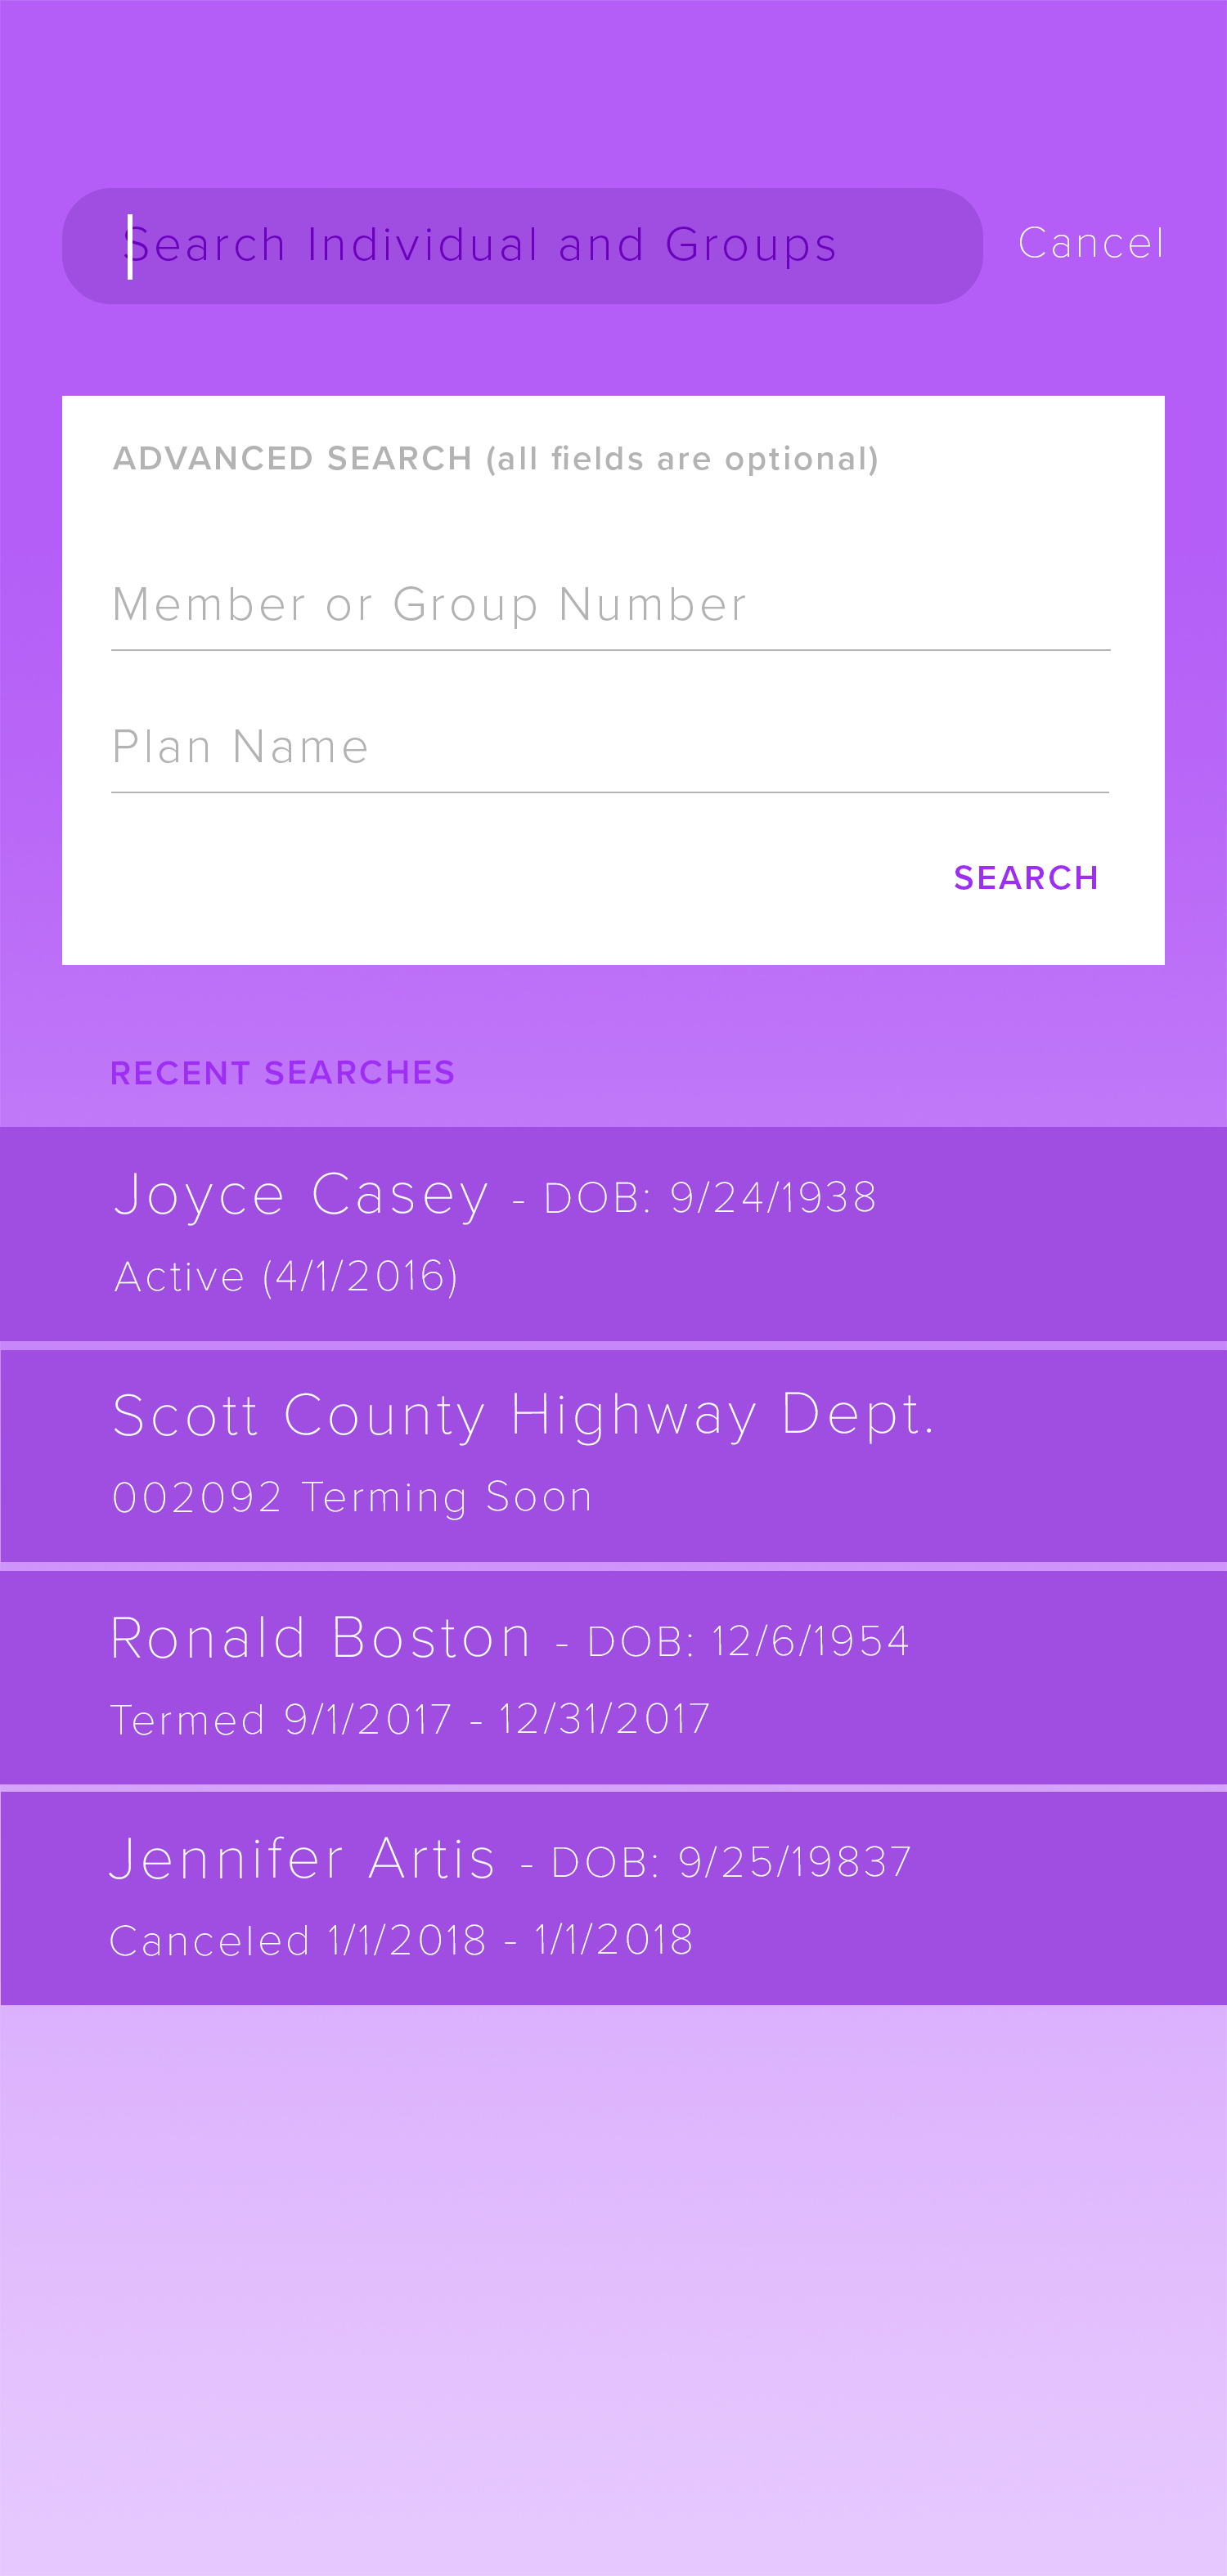 Search Individual and Groups
Cancel
ADVANCED SEARCH (all fields are optional)
Member or Group Number
Plan Name
SEARCH
RECENT SEARCHES
Joyce Casey - DOB: 9/24/1938
Active (4/1/2016)
Scott County Highway Dept.
002092 Terming Soon
Ronald Boston - DOB: 12/6/1954
Termed 9/1/2017 - 12/31/2017
Jennifer Artis - DOB: 9/25/19837
Canceled 1/1/2018 - 1/1/2018